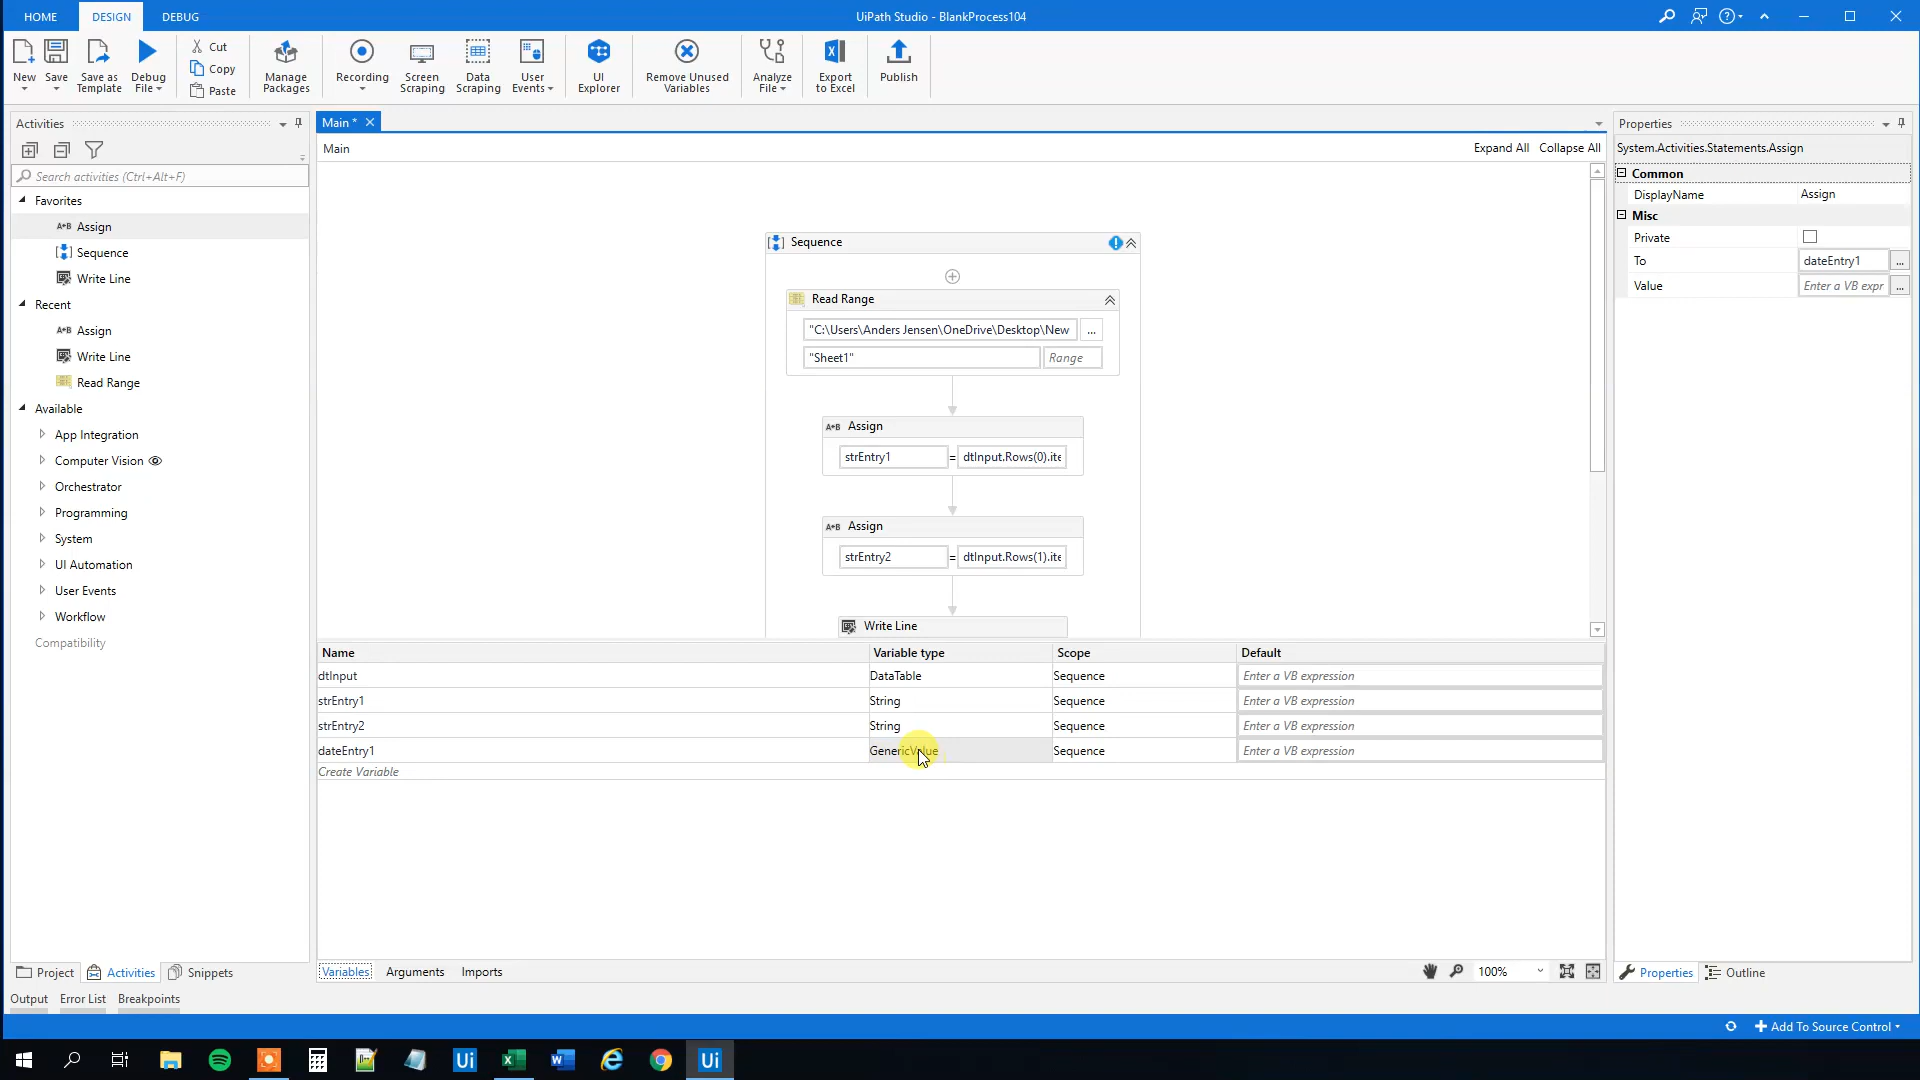 HOME DESIGN DEBUG UiPath Studio - BlankProcess104
New Save Save as Template Debug File Cut Copy Paste Manage Packages Recording Screen Scraping Data Scraping User Events UI Explorer Remove Unused Variables Analyze File Export to Excel Publish
Activities
Search activities (Ctrl+Alt+F)
Favorites
Assign
Sequence
Write Line
Recent
Assign
Write Line
Read Range
Available
App Integration
Computer Vision
Orchestrator
Programming
System
UI Automation
User Events
Workflow
Compatibility
Project Activities Snippets
Main *
Main Expand All Collapse All
Sequence
Read Range
"C:\Users\Anders Jensen\OneDrive\Desktop\New ...
"Sheet1" Range
A+B Assign
strEntry1 = dtInput.Rows(0).ite
A+B Assign
strEntry2 = dtInput.Rows(1).ite
Write Line
Name Variable type Scope Default
dtInput DataTable Sequence Enter a VB expression
strEntry1 String Sequence Enter a VB expression
strEntry2 String Sequence Enter a VB expression
dateEntry1 GenericValue Sequence Enter a VB expression
Create Variable
Variables Arguments Imports 100%
Properties
System.Activities.Statements.Assign
Common
DisplayName Assign
Misc
Private
To dateEntry1 ...
Value Enter a VB expr ...
Properties Outline
Output Error List Breakpoints
Add To Source Control
Ui Ui